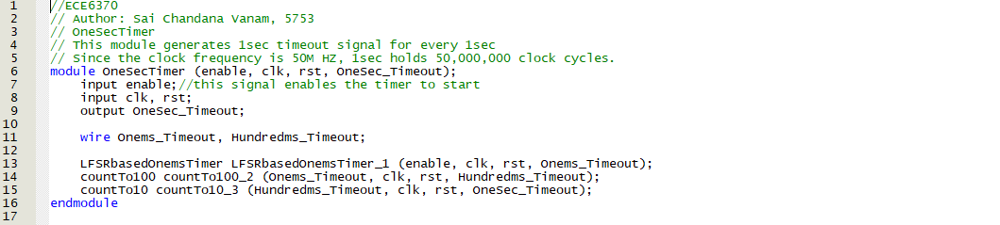 1 //ECE6370
2 // Author: Sai Chandana Vanam, 5753
3 // OneSecTimer
4 // This module generates 1sec timeout signal for every 1sec
5 // Since the clock frequency is 50M HZ, 1sec holds 50,000,000 clock cycles.
6 module OneSecTimer (enable, clk, rst, OneSec_Timeout);
7 input enable;//this signal enables the timer to start
8 input clk, rst;
9 output OneSec_Timeout;
10
11 wire Onems_Timeout, Hundredms_Timeout;
12
13 LFSRbasedOnemsTimer LFSRbasedOnemsTimer_1 (enable, clk, rst, Onems_Timeout);
14 countTo100 countTo100_2 (Onems_Timeout, clk, rst, Hundredms_Timeout);
15 countTo10 countTo10_3 (Hundredms_Timeout, clk, rst, OneSec_Timeout);
16 endmodule
17